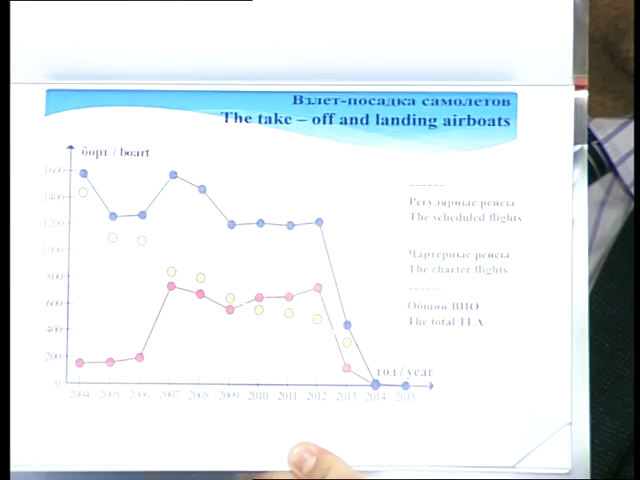 Взлет-посадка самолетов
The take – off and landing airboats
борт / boart
1600
1400
1200
1000
800
600
400
200
0
2004 2005 2006 2007 2008 2009 2010 2011 2012 2013 2014 2015
год / year
Регулярные рейсы
The scheduled flights
Чартерные рейсы
The charter flights
Общий ВПО
The total TLA